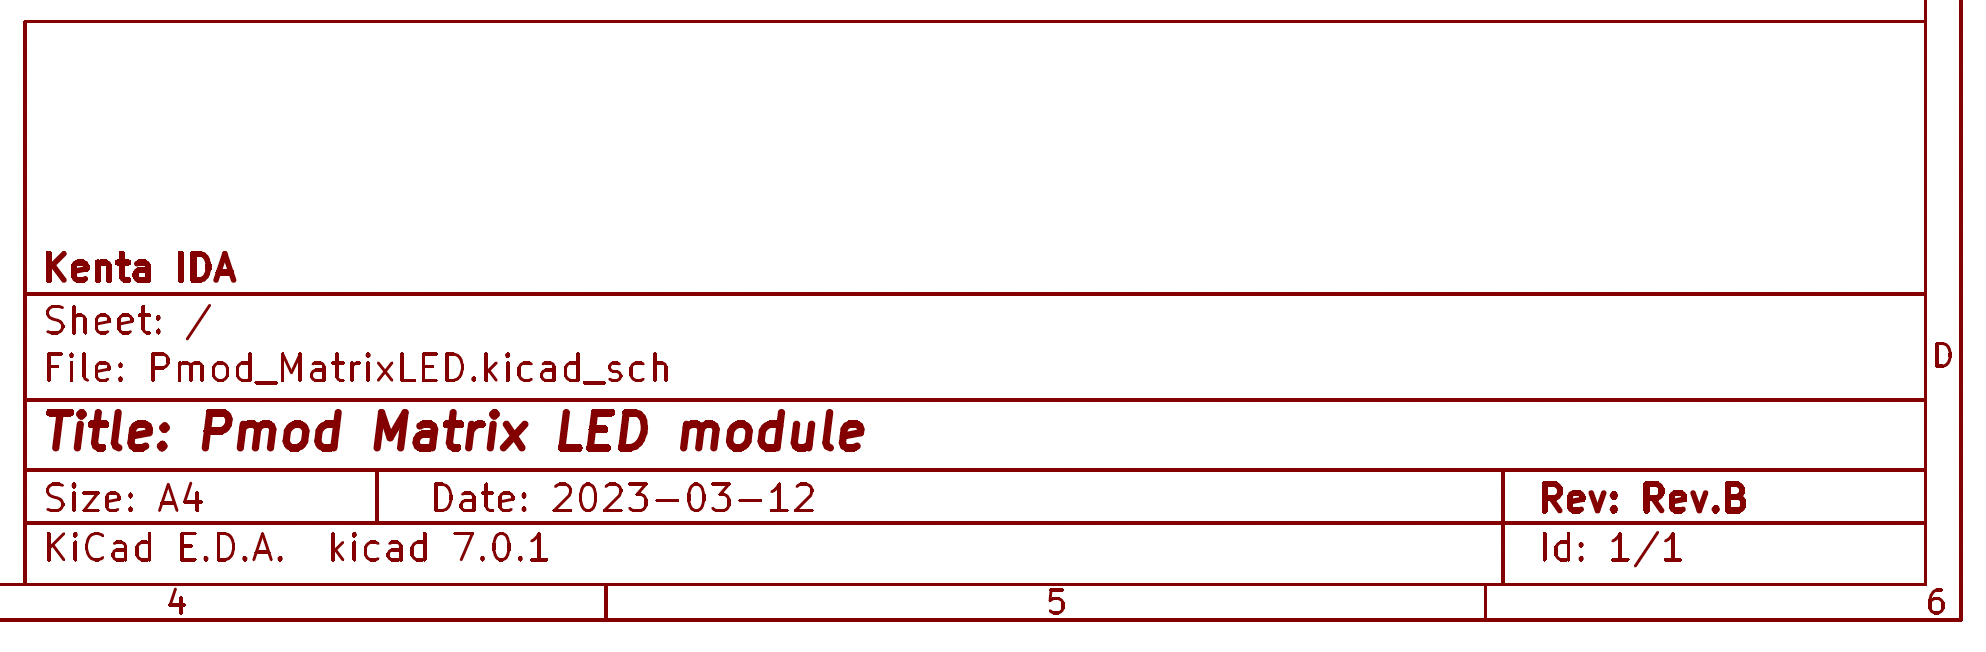 Kenta IDA
Sheet: /
File: Pmod_MatrixLED.kicad_sch
D
Title: Pmod Matrix LED module
Size: A4 Date: 2023-03-12 Rev: Rev.B
KiCad E.D.A. kicad 7.0.1 Id: 1/1
4 5 6